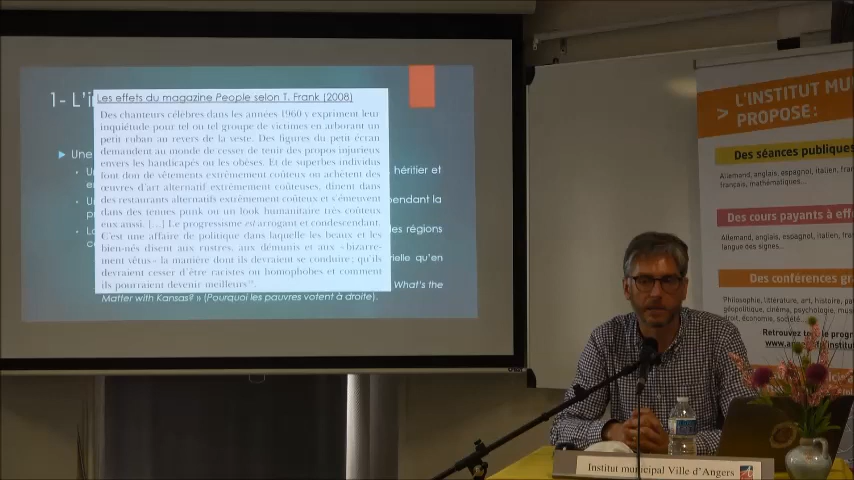 1- L'i
Les effets du magazine People selon T. Frank (2008)
Des chanteurs célèbres dans les années 1960 y expriment leur
inquiétude pour tel ou tel groupe de victimes en arborant un
petit ruban au revers de la veste. Des figures du petit écran
demandent au monde de cesser de tenir des propos injurieux
envers les handicapés ou les obèses. Et de superbes individus
font don de vêtements extrêmement coûteux ou achètent des
œuvres d'art alternatif extrêmement coûteuses, dînent dans
des restaurants alternatifs extrêmement coûteux et s'émeuvent
dans des tenues punk ou un look humanitaire très coûteux
eux aussi. [...] Le progressisme est arrogant et condescendant.
C'est une affaire de politique dans laquelle les beaux et les
bien-nés disent aux rustres, aux démunis et aux « bizarre-
ment vêtus » la manière dont ils devraient se conduire ; qu'ils
devraient cesser d'être racistes ou homophobes et comment
ils pourraient devenir meilleurs
Une
héritier et
pendant la
les régions
rielle qu'en
What's the
Matter with Kansas? » (Pourquoi les pauvres votent à droite).
> L'INSTITUT MU
PROPOSE :
Des séances publiques
Allemand, anglais, espagnol, italien, fra
français, mathématiques...
Des cours payants à effe
Allemand, anglais, espagnol, italien,
langue des signes...
Des conférences gra
Philosophie, littérature, art, histoire,
géopolitique, cinéma, psychologie, mus
droit, économie, société
Retrouvez
www.
Institut municipal Ville d'Angers